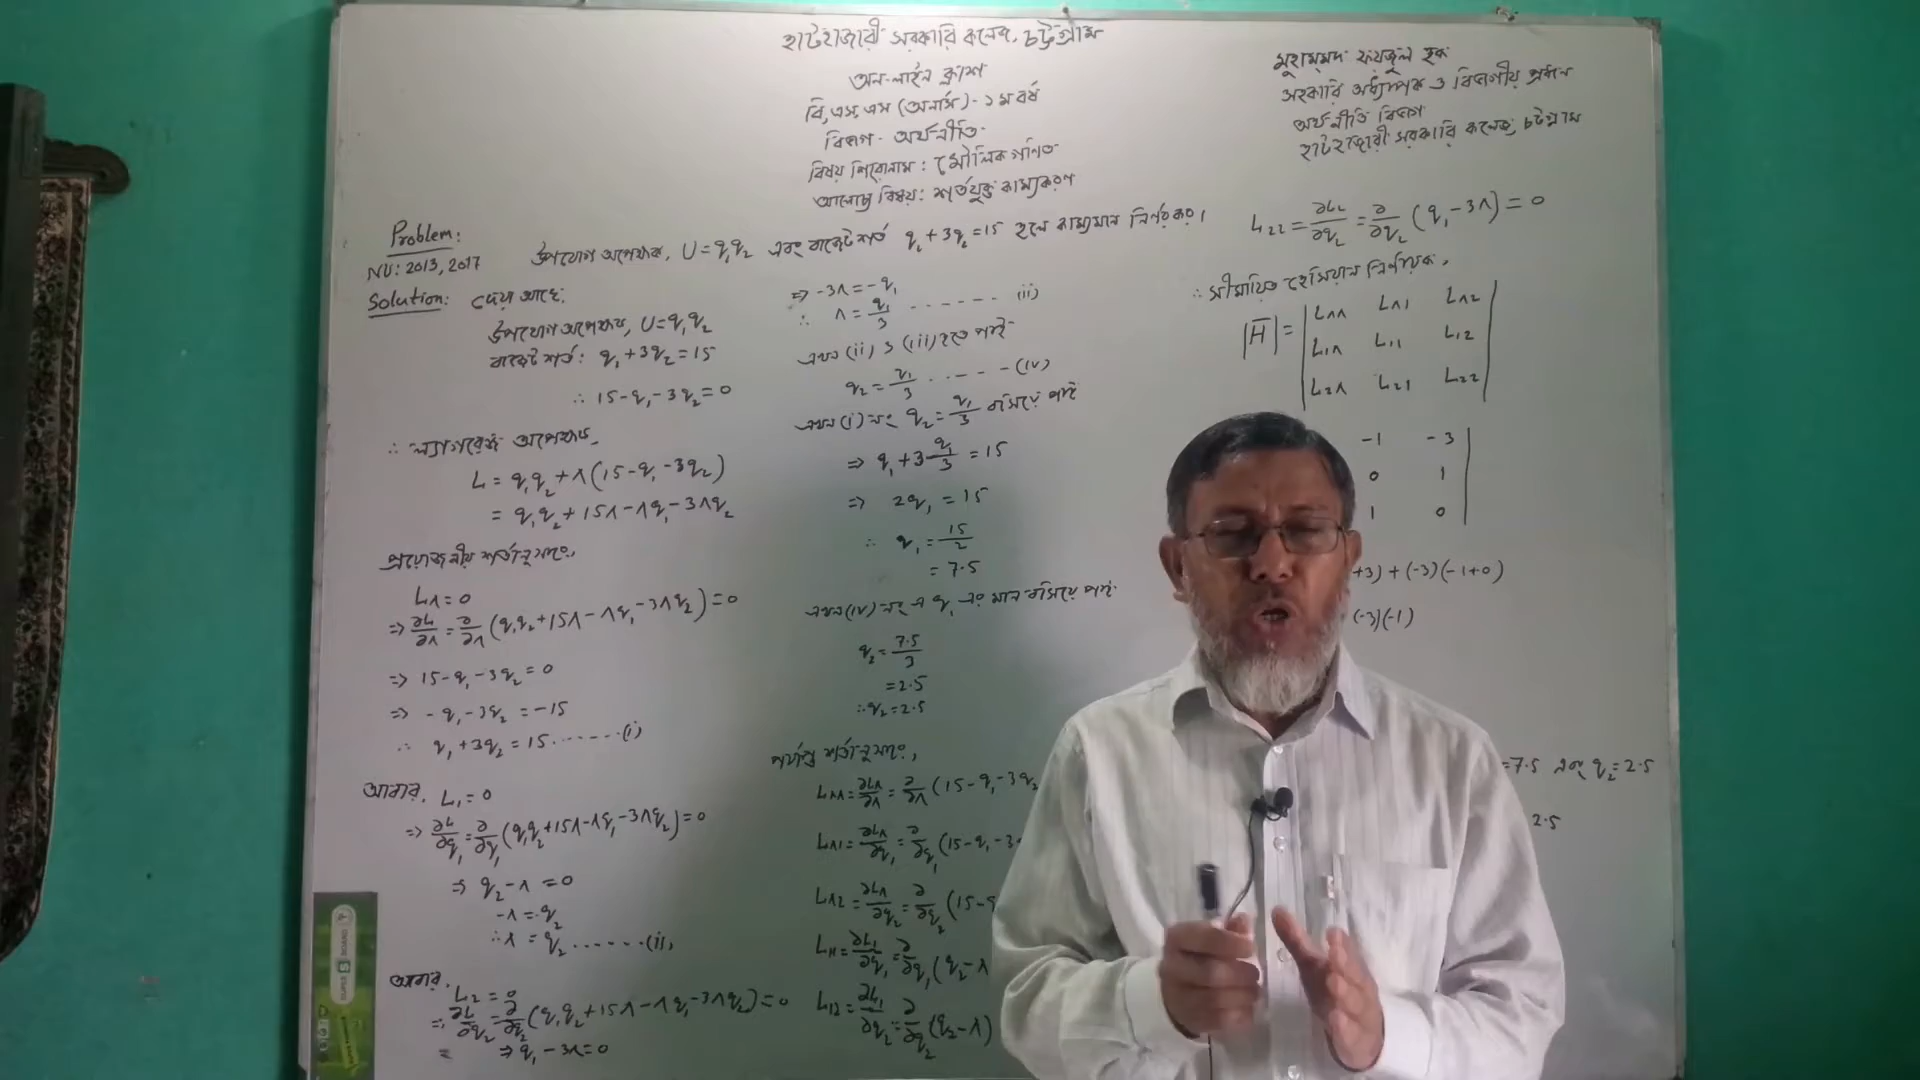 হাটহাজারী সরকারি কলেজ, চট্টগ্রাম
অন-লাইন ক্লাশ
বি,এস,এস (অনার্স)- ১ম বর্ষ
বিভাগ- অর্থনীতি-
বিষয় শিরোনাম: মৌলিক গণিত
আলোচ্য বিষয়: শর্তযুক্ত কাম্যকরণ
মুহাম্মদ ফয়জুল হক
সহকারি অধ্যাপক ও বিভাগীয় প্রধান
অর্থনীতি বিভাগ
হাটহাজারী সরকারি কলেজ, চট্টগ্রাম
Problem:
NU: 2013, 2017
উপযোগ অপেক্ষক, U = q₁q₂ এবং বাজেট শর্ত q₁ + 3q₂ = 15 হলে কাম্যমান নির্ণয় কর।
Solution: দেয়া আছে:
উপযোগ অপেক্ষক, U = q₁q₂
বাজেট শর্ত: q₁ + 3q₂ = 15
∴ 15 - q₁ - 3q₂ = 0
∴ ল্যাগরেঞ্জ অপেক্ষক-
L = q₁q₂ + λ(15 - q₁ - 3q₂)
= q₁q₂ + 15λ - λq₁ - 3λq₂
প্রয়োজনীয় শর্তানুসারে,
Lλ = 0
⇒ ∂L/∂λ = ∂/∂λ (q₁q₂ + 15λ - λq₁ - 3λq₂) = 0
⇒ 15 - q₁ - 3q₂ = 0
⇒ -q₁ - 3q₂ = -15
∴ q₁ + 3q₂ = 15 ......(i)
আবার, L₁ = 0
⇒ ∂L/∂q₁ = ∂/∂q₁ (q₁q₂ + 15λ - λq₁ - 3λq₂) = 0
⇒ q₂ - λ = 0
-λ = -q₂
∴ λ = q₂ ......(ii)
আবার,
L₂ = 0
⇒ ∂L/∂q₂ = ∂/∂q₂ (q₁q₂ + 15λ - λq₁ - 3λq₂) = 0
⇒ q₁ - 3λ = 0
⇒ -3λ = -q₁
∴ λ = q₁/3 ...... (ii)
এখন (ii) ও (iii) হতে পাই-
q₂ = q₁/3 ...... (iv)
এখন (i) নং q₂ = q₁/3 বসিয়ে পাই
⇒ q₁ + 3 q₁/3 = 15
⇒ 2q₁ = 15
∴ q₁ = 15/2
= 7.5
এখন (iv) নং এ q₁ এর মান বসিয়ে পাই
q₂ = 7.5/3
= 2.5
∴ q₂ = 2.5
পর্যাপ্ত শর্তানুসারে,
Lλλ = ∂Lλ/∂λ = ∂/∂λ (15 - q₁ - 3q₂
Lλ1 = ∂Lλ/∂q₁ = ∂/∂q₁ (15 - q₁ - 3
Lλ2 = ∂Lλ/∂q₂ = ∂/∂q₂ (15 - q
L₁₁ = ∂L₁/∂q₁ = ∂/∂q₁ (q₂ - λ
L₁₂ = ∂L₁/∂q₂ = ∂/∂q₂ (q₂ - λ)
L₂₂ = ∂L₂/∂q₂ = ∂/∂q₂ (q₁ - 3λ) = 0
∴ সীমায়িত হেসিয়ান নির্ণায়ক,
|H̄| = | Lλλ Lλ1 Lλ2 |
| L1λ L11 L12 |
| L2λ L21 L22 |
-1 -3 |
0 1 |
1 0 |
+3) + (-3)(-1+0)
(-3)(-1)
= 7.5 এবং q₂ = 2.5
2.5
SUPER BOARD